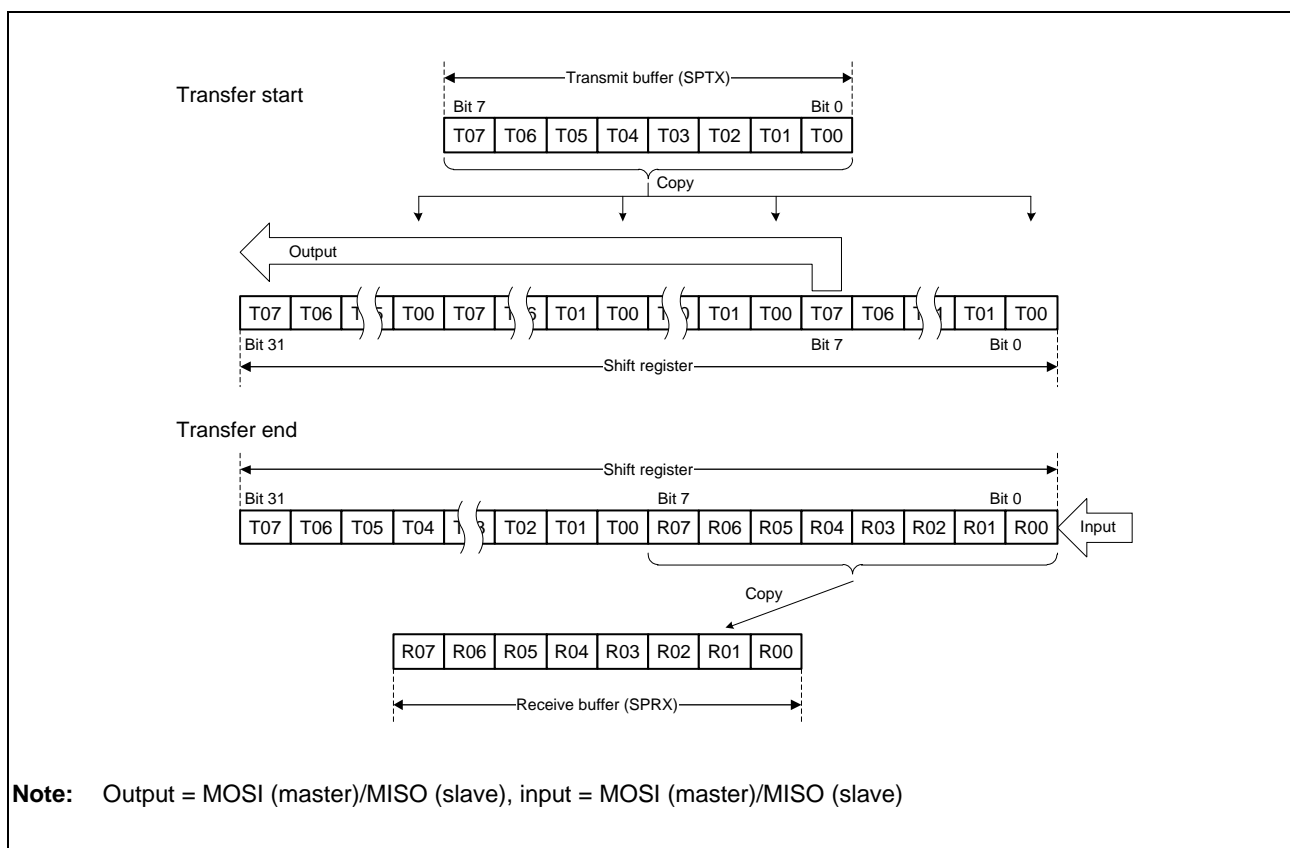 Transfer start
Transmit buffer (SPTX)
Bit 7 Bit 0
T07 T06 T05 T04 T03 T02 T01 T00
Copy
Output
T07 T06 T00 T07 T01 T00 T01 T00 T07 T06 T01 T00
Bit 31 Bit 7 Bit 0
Shift register
Transfer end
Shift register
Bit 31 Bit 7 Bit 0
T07 T06 T05 T04 T02 T01 T00 R07 R06 R05 R04 R03 R02 R01 R00
Input
Copy
R07 R06 R05 R04 R03 R02 R01 R00
Receive buffer (SPRX)
Note: Output = MOSI (master)/MISO (slave), input = MOSI (master)/MISO (slave)